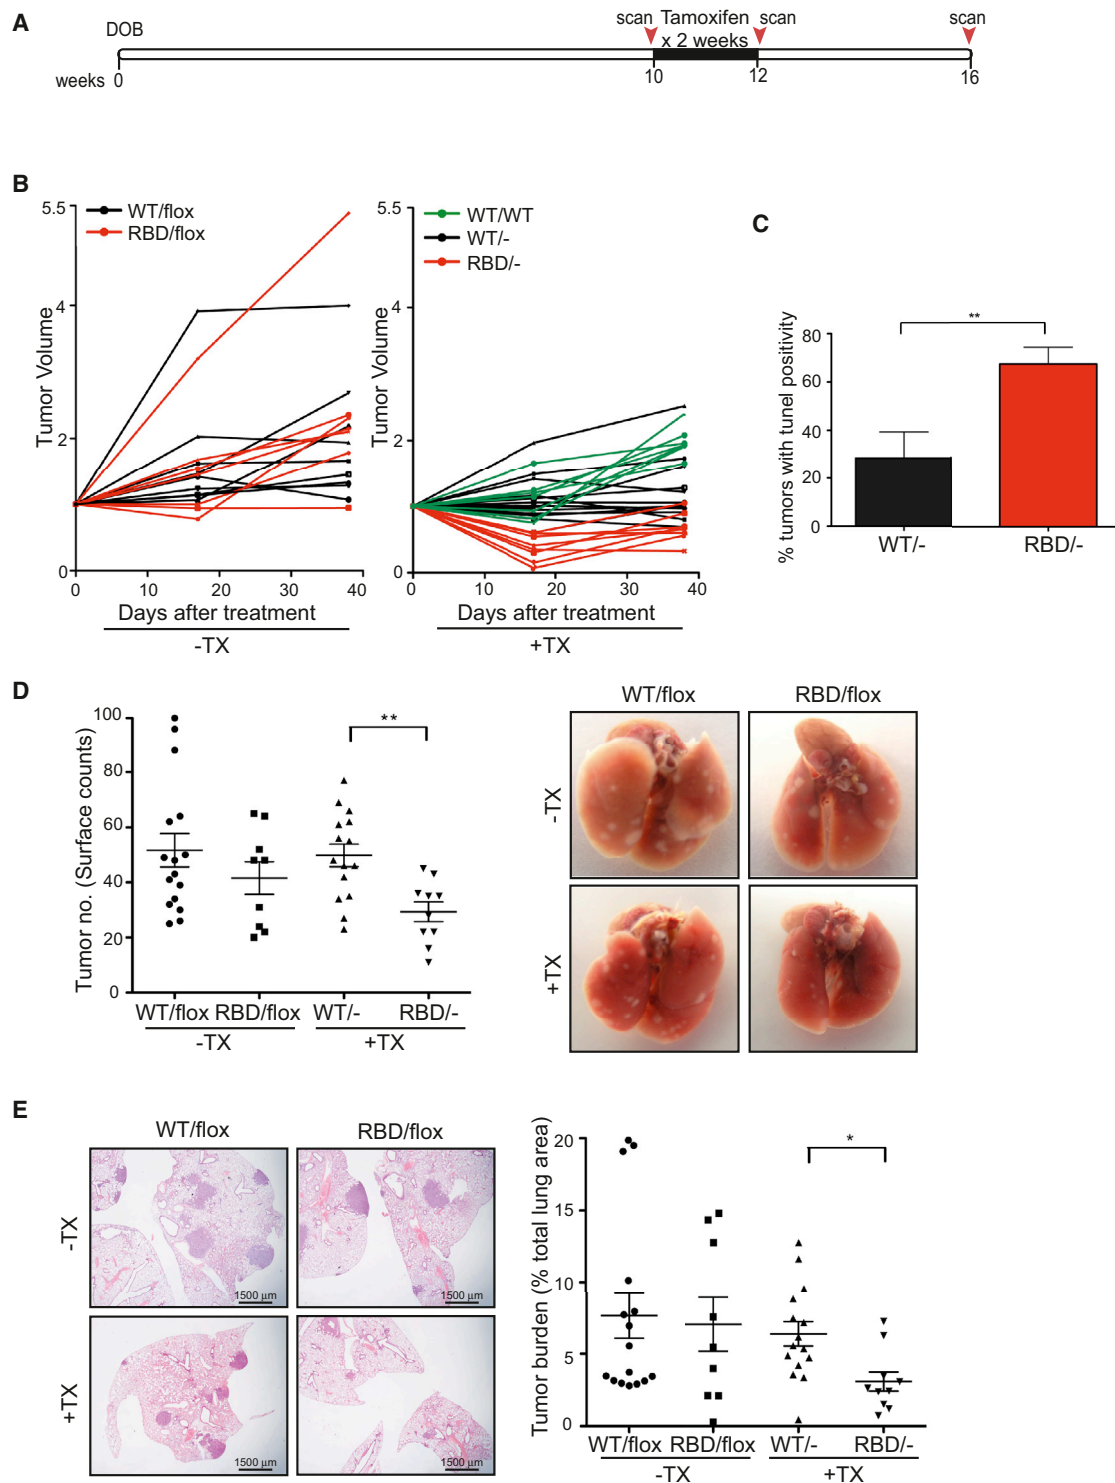 A
DOB
scan
Tamoxifen
x 2 weeks
scan
scan
weeks 0
10
12
16
B
5.5
4
2
0
Tumor Volume
WT/flox
RBD/flox
0 10 20 30 40
Days after treatment
-TX
5.5
4
2
0
Tumor Volume
WT/WT
WT/-
RBD/-
0 10 20 30 40
Days after treatment
+TX
C
% tumors with tunel positivity
80
60
40
20
0
**
WT/-
RBD/-
D
Tumor no. (Surface counts)
100
80
60
40
20
0
**
WT/flox RBD/flox WT/- RBD/-
-TX
+TX
WT/flox
RBD/flox
-TX
+TX
E
WT/flox
RBD/flox
-TX
1500 µm
1500 µm
+TX
1500 µm
1500 µm
Tumor burden (% total lung area)
20
15
10
5
0
*
WT/flox RBD/flox WT/- RBD/-
-TX
+TX